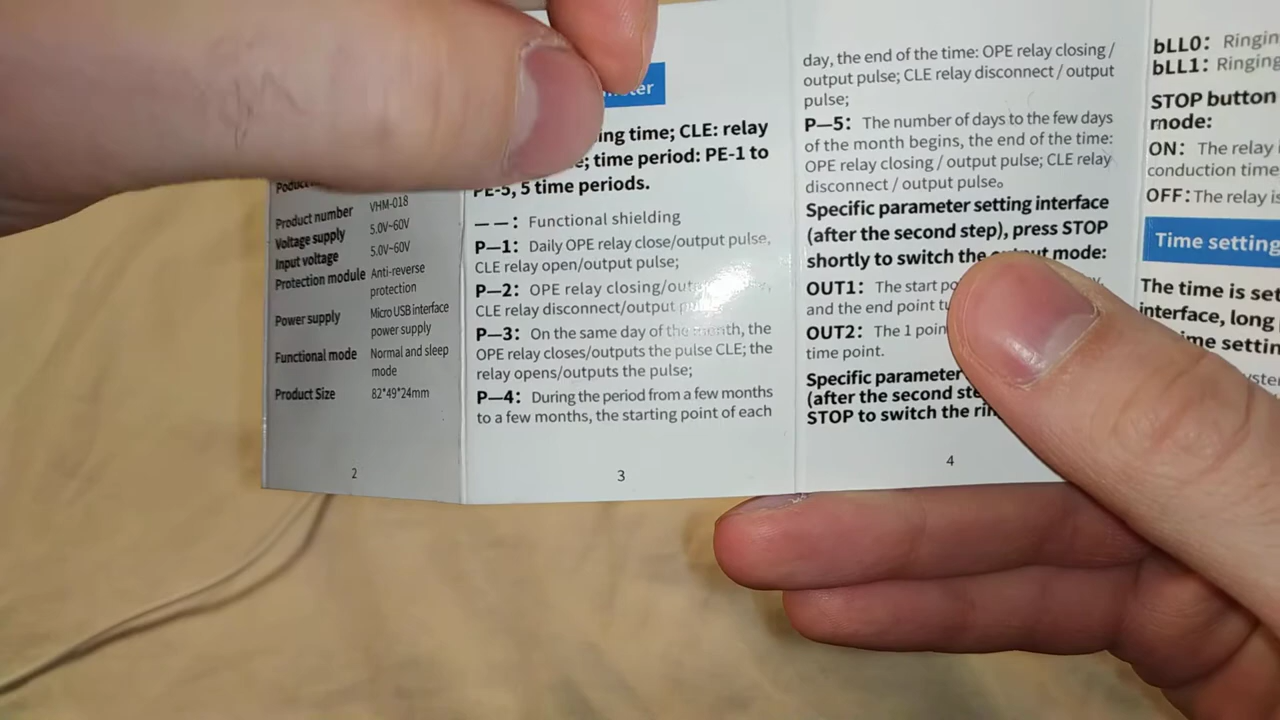 Product number VHM-018
Voltage supply 5.0V~60V
Input voltage 5.0V~60V
Protection module Anti-reverse
protection
Power supply Micro USB interface
power supply
Functional mode Normal and sleep
mode
Product Size 82*49*24mm
2
time; CLE: relay
time period: PE-1 to
PE-5, 5 time periods.
——: Functional shielding
P—1: Daily OPE relay close/output pulse,
CLE relay open/output pulse;
P—2: OPE relay closing/
CLE relay disconnect/output
P—3: On the same day of the month, the
OPE relay closes/outputs the pulse CLE; the
relay opens/outputs the pulse;
P—4: During the period from a few months
to a few months, the starting point of each
3
day, the end of the time: OPE relay closing /
output pulse; CLE relay disconnect / output
pulse;
P—5: The number of days to the few days
of the month begins, the end of the time:
OPE relay closing / output pulse; CLE relay
disconnect / output pulse。
Specific parameter setting interface
(after the second step), press STOP
shortly to switch the output mode:
OUT1: The start
and the end point
OUT2: The 1
time point.
Specific parameter
(after the second
STOP to switch the
4
bLL0:
bLL1:
STOP button
mode:
ON: The relay
conduction
OFF: The relay
Time setting
The time is set
interface, long